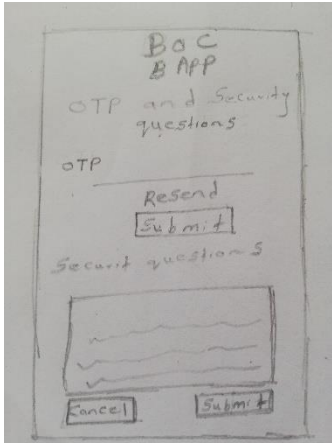 BOC
B APP
OTP and Security
questions
OTP
Resend
Submit
Securit questions
Cancel
Submit